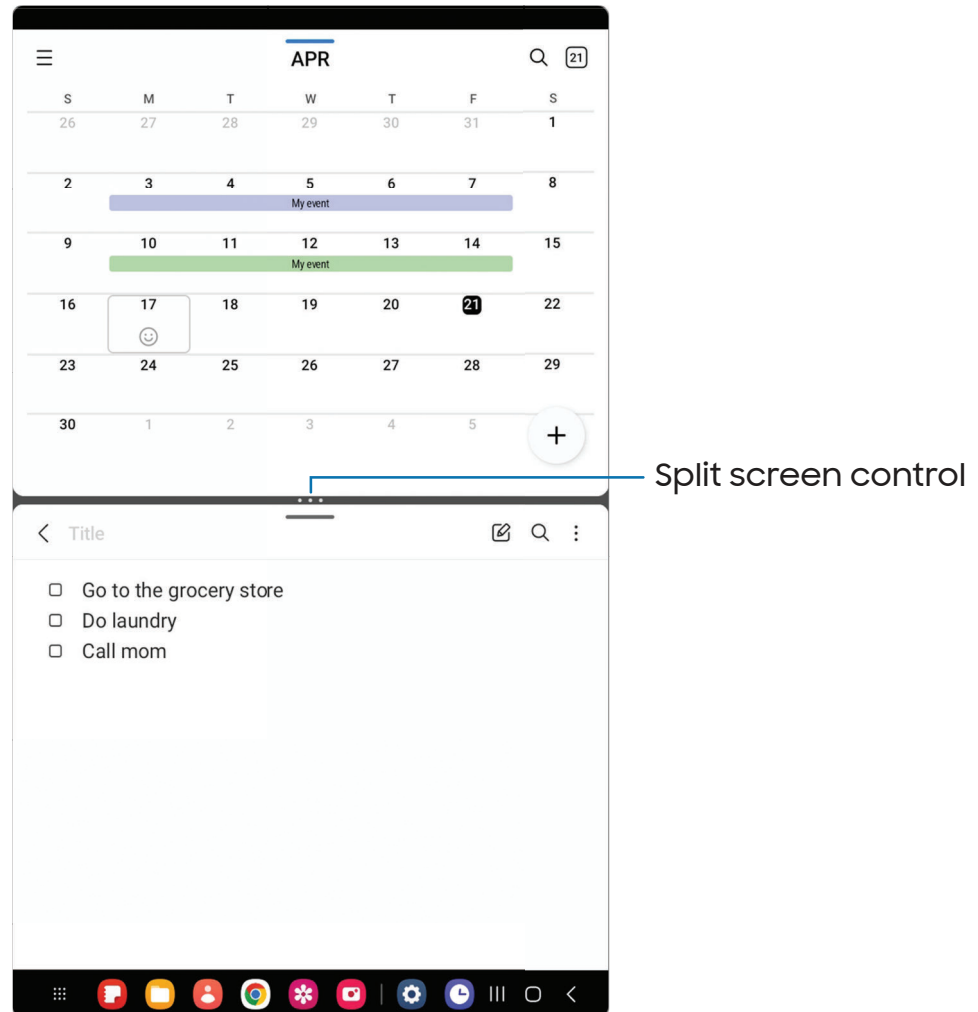 APR
21
S M T W T F S
26 27 28 29 30 31 1
2 3 4 5 6 7 8
My event
9 10 11 12 13 14 15
My event
16 17 18 19 20 21 22
23 24 25 26 27 28 29
30 1 2 3 4 5
Split screen control
Title
Go to the grocery store
Do laundry
Call mom